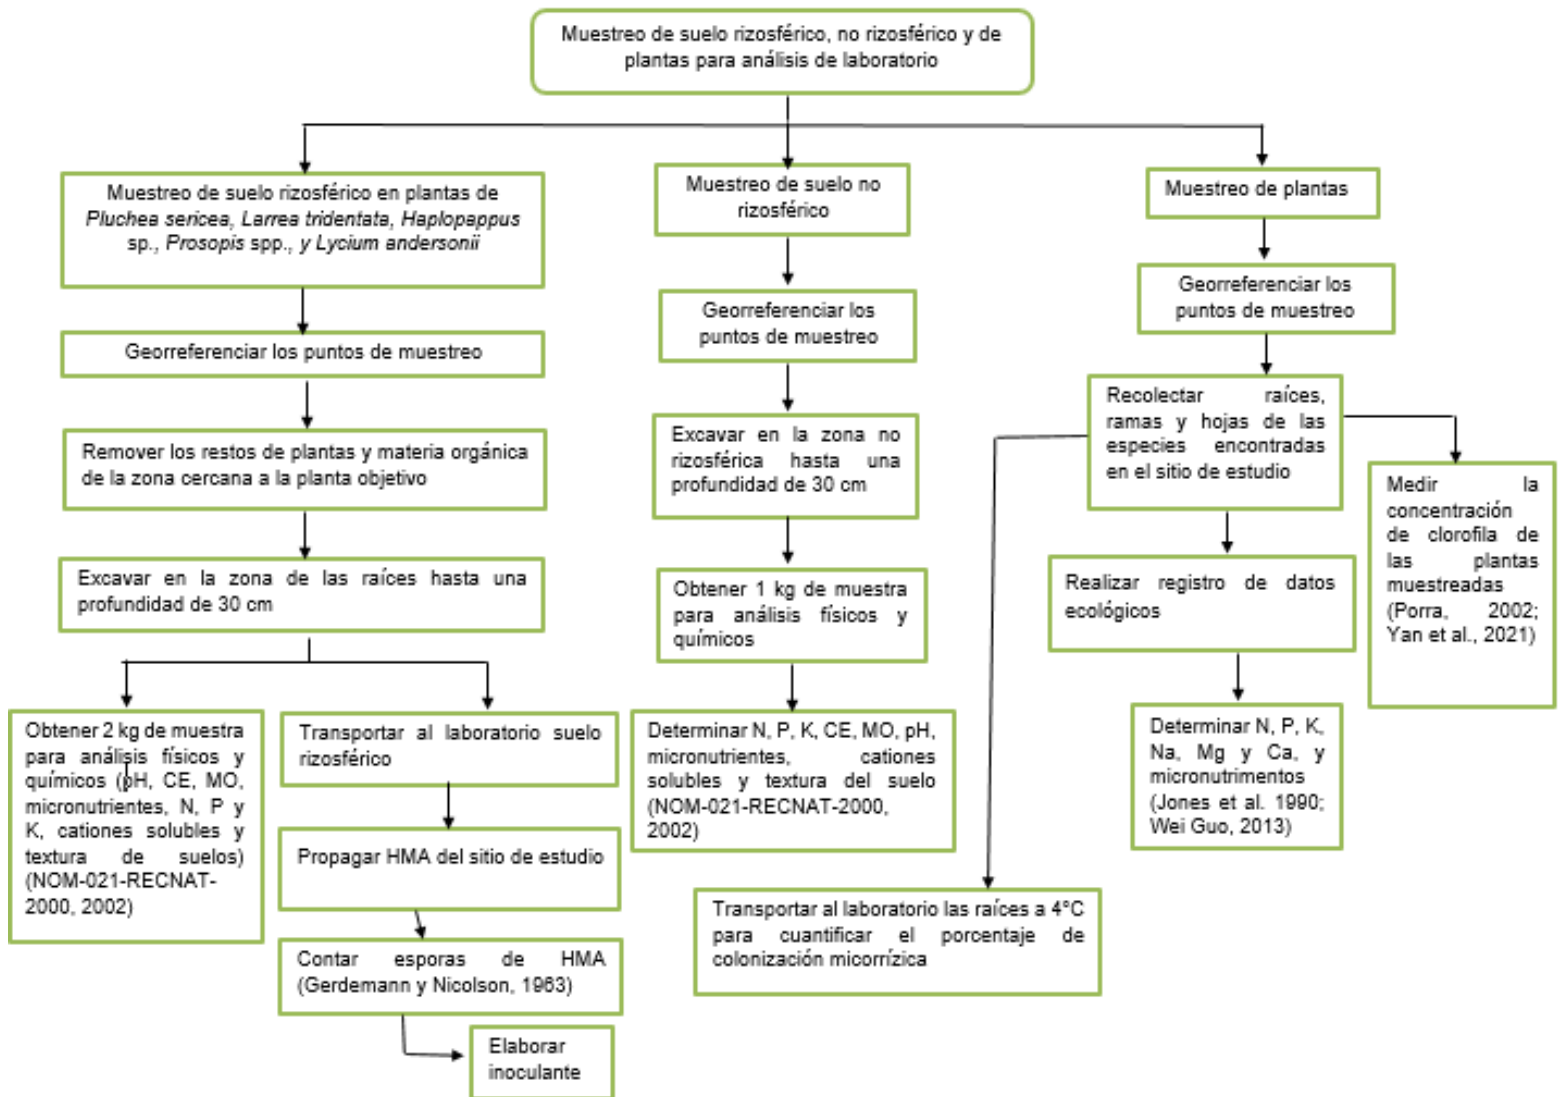 Muestreo de suelo rizosférico, no rizosférico y de
plantas para análisis de laboratorio
Muestreo de suelo rizosférico en plantas de
Pluchea sericea, Larrea tridentata, Haplopappus
sp., Prosopis spp., y Lycium andersonii
Georreferenciar los puntos de muestreo
Remover los restos de plantas y materia orgánica
de la zona cercana a la planta objetivo
Excavar en la zona de las raíces hasta una
profundidad de 30 cm
Obtener 2 kg de muestra
para análisis físicos y
químicos (pH, CE, MO,
micronutrientes, N, P y
K, cationes solubles y
textura de suelos)
(NOM-021-RECNAT-
2000, 2002)
Transportar al laboratorio suelo
rizosférico
Propagar HMA del sitio de estudio
Contar esporas de HMA
(Gerdemann y Nicolson, 1963)
Elaborar
inoculante
Muestreo de suelo no
rizosférico
Georreferenciar los
puntos de muestreo
Excavar en la zona no
rizosférica hasta una
profundidad de 30 cm
Obtener 1 kg de muestra
para análisis físicos y
químicos
Determinar N, P, K, CE, MO, pH,
micronutrientes, cationes
solubles y textura del suelo
(NOM-021-RECNAT-2000,
2002)
Muestreo de plantas
Georreferenciar los
puntos de muestreo
Recolectar raíces,
ramas y hojas de las
especies encontradas
en el sitio de estudio
Realizar registro de datos
ecológicos
Determinar N, P, K,
Na, Mg y Ca, y
micronutrimentos
(Jones et al. 1990;
Wei Guo, 2013)
Medir la
concentración
de clorofila de
las plantas
muestreadas
(Porra, 2002;
Yan et al., 2021)
Transportar al laboratorio las raíces a 4°C
para cuantificar el porcentaje de
colonización micorrízica